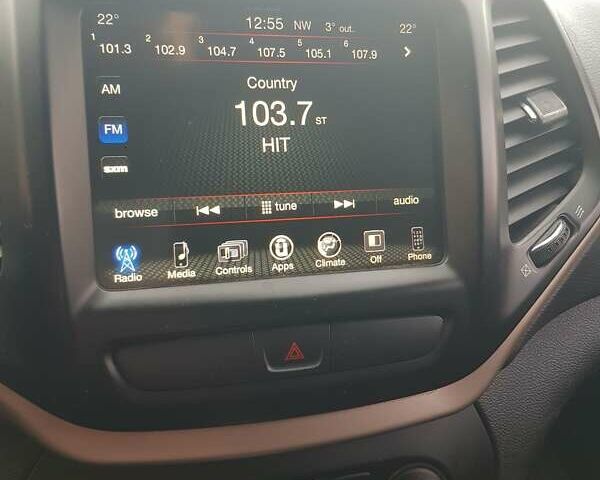 22° 12:55 NW 3° out. 22°
1 101.3 2 102.9 3 104.7 4 107.5 5 105.1 6 107.9
AM
Country
103.7 ST
FM
HIT
sxm
browse tune audio
Radio Media Controls Apps Climate Off Phone